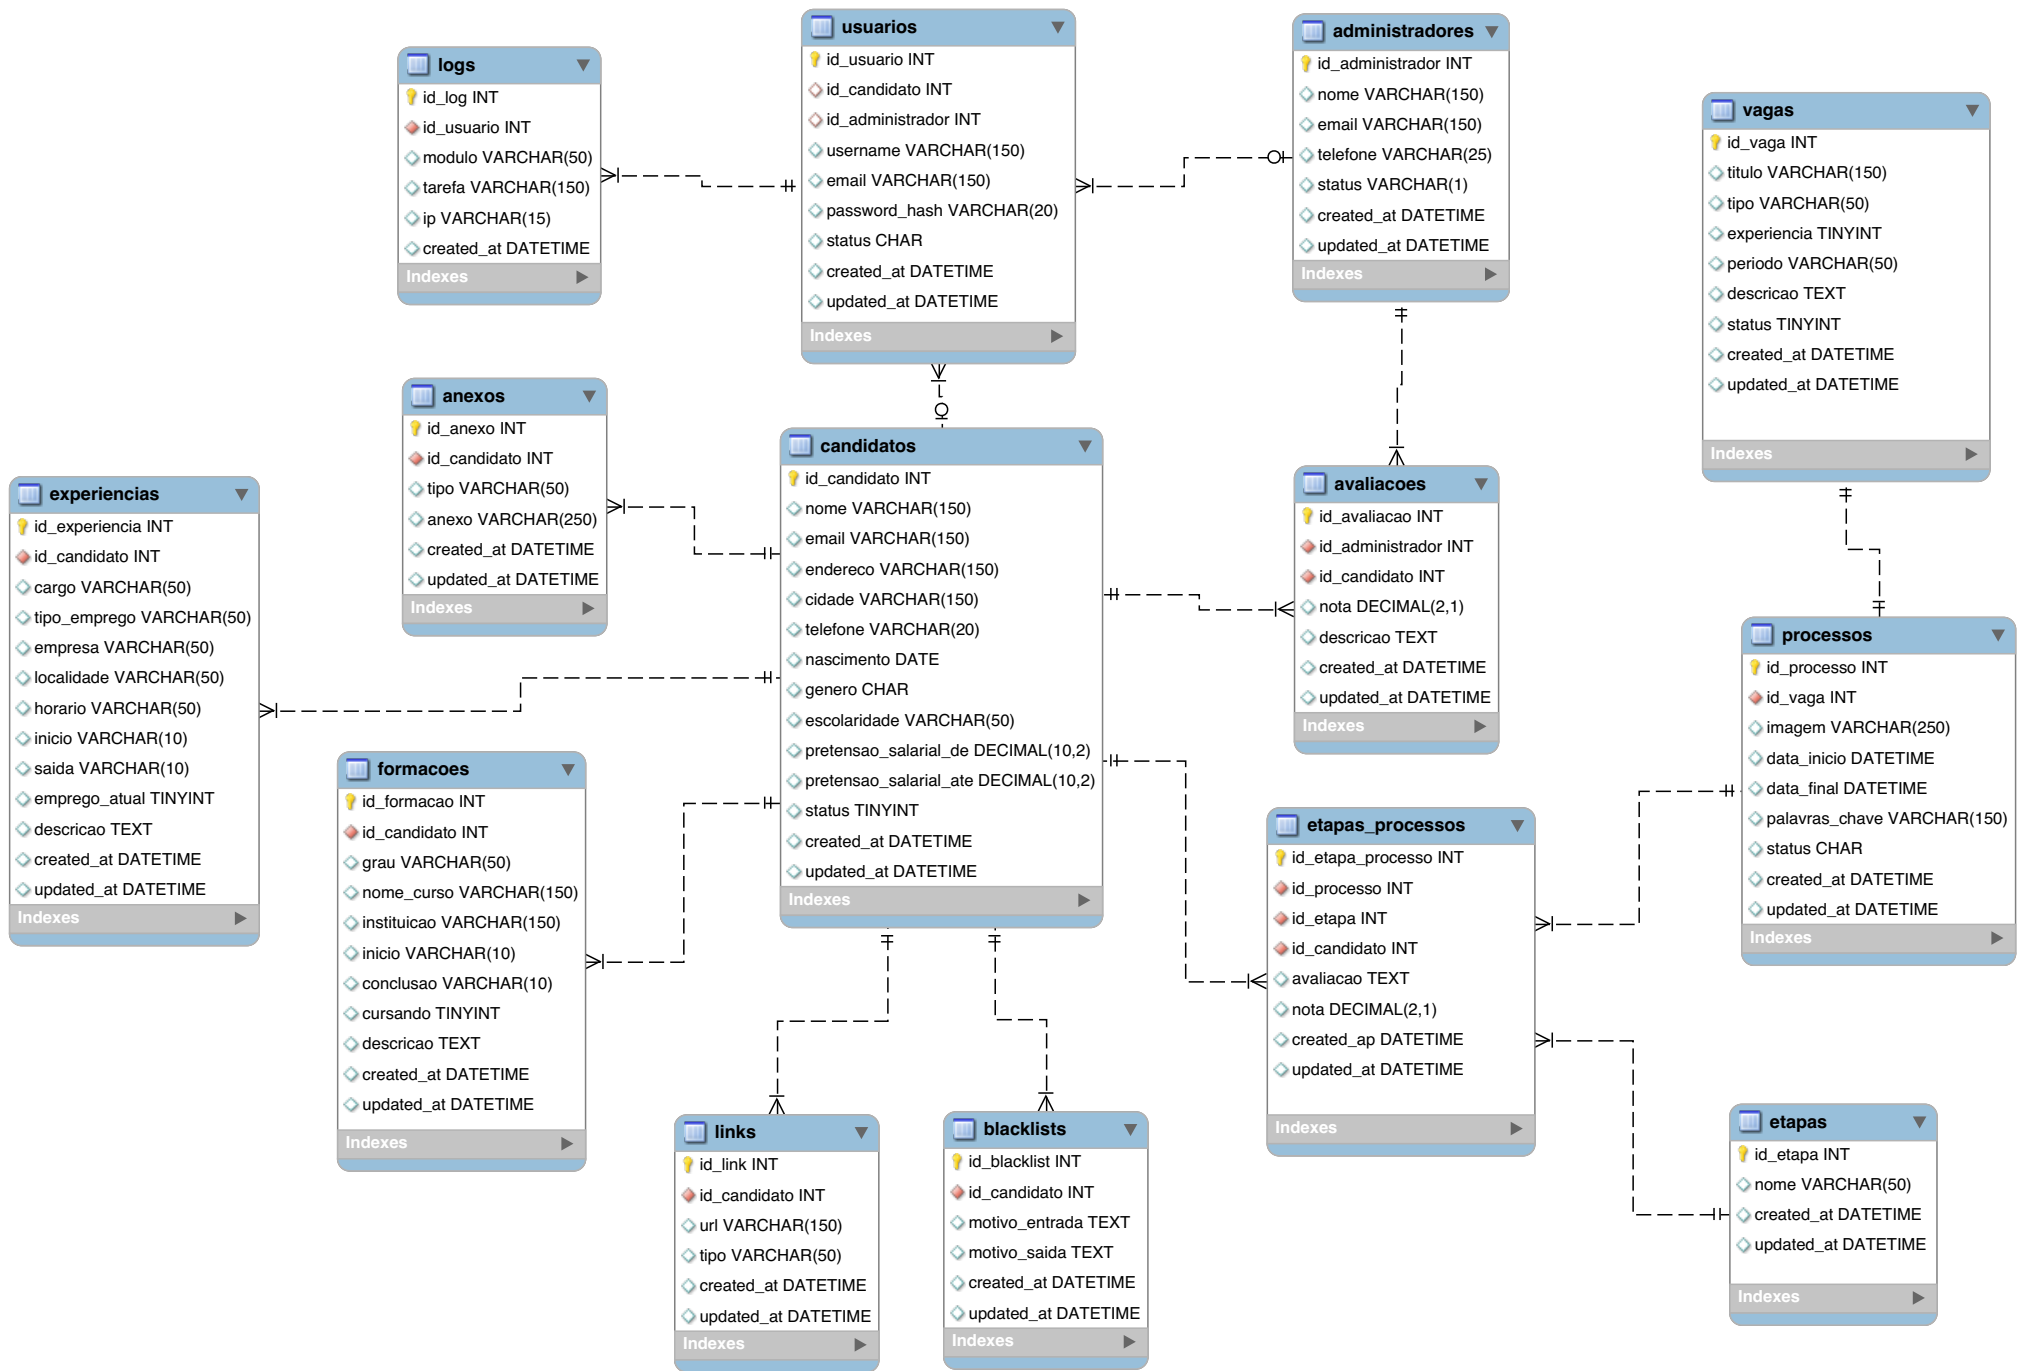 logs
id_log INT
id_usuario INT
modulo VARCHAR(50)
tarefa VARCHAR(150)
ip VARCHAR(15)
created_at DATETIME
Indexes
usuarios
id_usuario INT
id_candidato INT
id_administrador INT
username VARCHAR(150)
email VARCHAR(150)
password_hash VARCHAR(20)
status CHAR
created_at DATETIME
updated_at DATETIME
Indexes
administradores
id_administrador INT
nome VARCHAR(150)
email VARCHAR(150)
telefone VARCHAR(25)
status VARCHAR(1)
created_at DATETIME
updated_at DATETIME
Indexes
vagas
id_vaga INT
titulo VARCHAR(150)
tipo VARCHAR(50)
experiencia TINYINT
periodo VARCHAR(50)
descricao TEXT
status TINYINT
created_at DATETIME
updated_at DATETIME
Indexes
anexos
id_anexo INT
id_candidato INT
tipo VARCHAR(50)
anexo VARCHAR(250)
created_at DATETIME
updated_at DATETIME
Indexes
experiencias
id_experiencia INT
id_candidato INT
cargo VARCHAR(50)
tipo_emprego VARCHAR(50)
empresa VARCHAR(50)
localidade VARCHAR(50)
horario VARCHAR(50)
inicio VARCHAR(10)
saida VARCHAR(10)
emprego_atual TINYINT
descricao TEXT
created_at DATETIME
updated_at DATETIME
Indexes
candidatos
id_candidato INT
nome VARCHAR(150)
email VARCHAR(150)
endereco VARCHAR(150)
cidade VARCHAR(150)
telefone VARCHAR(20)
nascimento DATE
genero CHAR
escolaridade VARCHAR(50)
pretensao_salarial_de DECIMAL(10,2)
pretensao_salarial_ate DECIMAL(10,2)
status TINYINT
created_at DATETIME
updated_at DATETIME
Indexes
avaliacoes
id_avaliacao INT
id_administrador INT
id_candidato INT
nota DECIMAL(2,1)
descricao TEXT
created_at DATETIME
updated_at DATETIME
Indexes
processos
id_processo INT
id_vaga INT
imagem VARCHAR(250)
data_inicio DATETIME
data_final DATETIME
palavras_chave VARCHAR(150)
status CHAR
created_at DATETIME
updated_at DATETIME
Indexes
formacoes
id_formacao INT
id_candidato INT
grau VARCHAR(50)
nome_curso VARCHAR(150)
instituicao VARCHAR(150)
inicio VARCHAR(10)
conclusao VARCHAR(10)
cursando TINYINT
descricao TEXT
created_at DATETIME
updated_at DATETIME
Indexes
etapas_processos
id_etapa_processo INT
id_processo INT
id_etapa INT
id_candidato INT
avaliacao TEXT
nota DECIMAL(2,1)
created_ap DATETIME
updated_at DATETIME
Indexes
links
id_link INT
id_candidato INT
url VARCHAR(150)
tipo VARCHAR(50)
created_at DATETIME
updated_at DATETIME
Indexes
blacklists
id_blacklist INT
id_candidato INT
motivo_entrada TEXT
motivo_saida TEXT
created_at DATETIME
updated_at DATETIME
Indexes
etapas
id_etapa INT
nome VARCHAR(50)
created_at DATETIME
updated_at DATETIME
Indexes